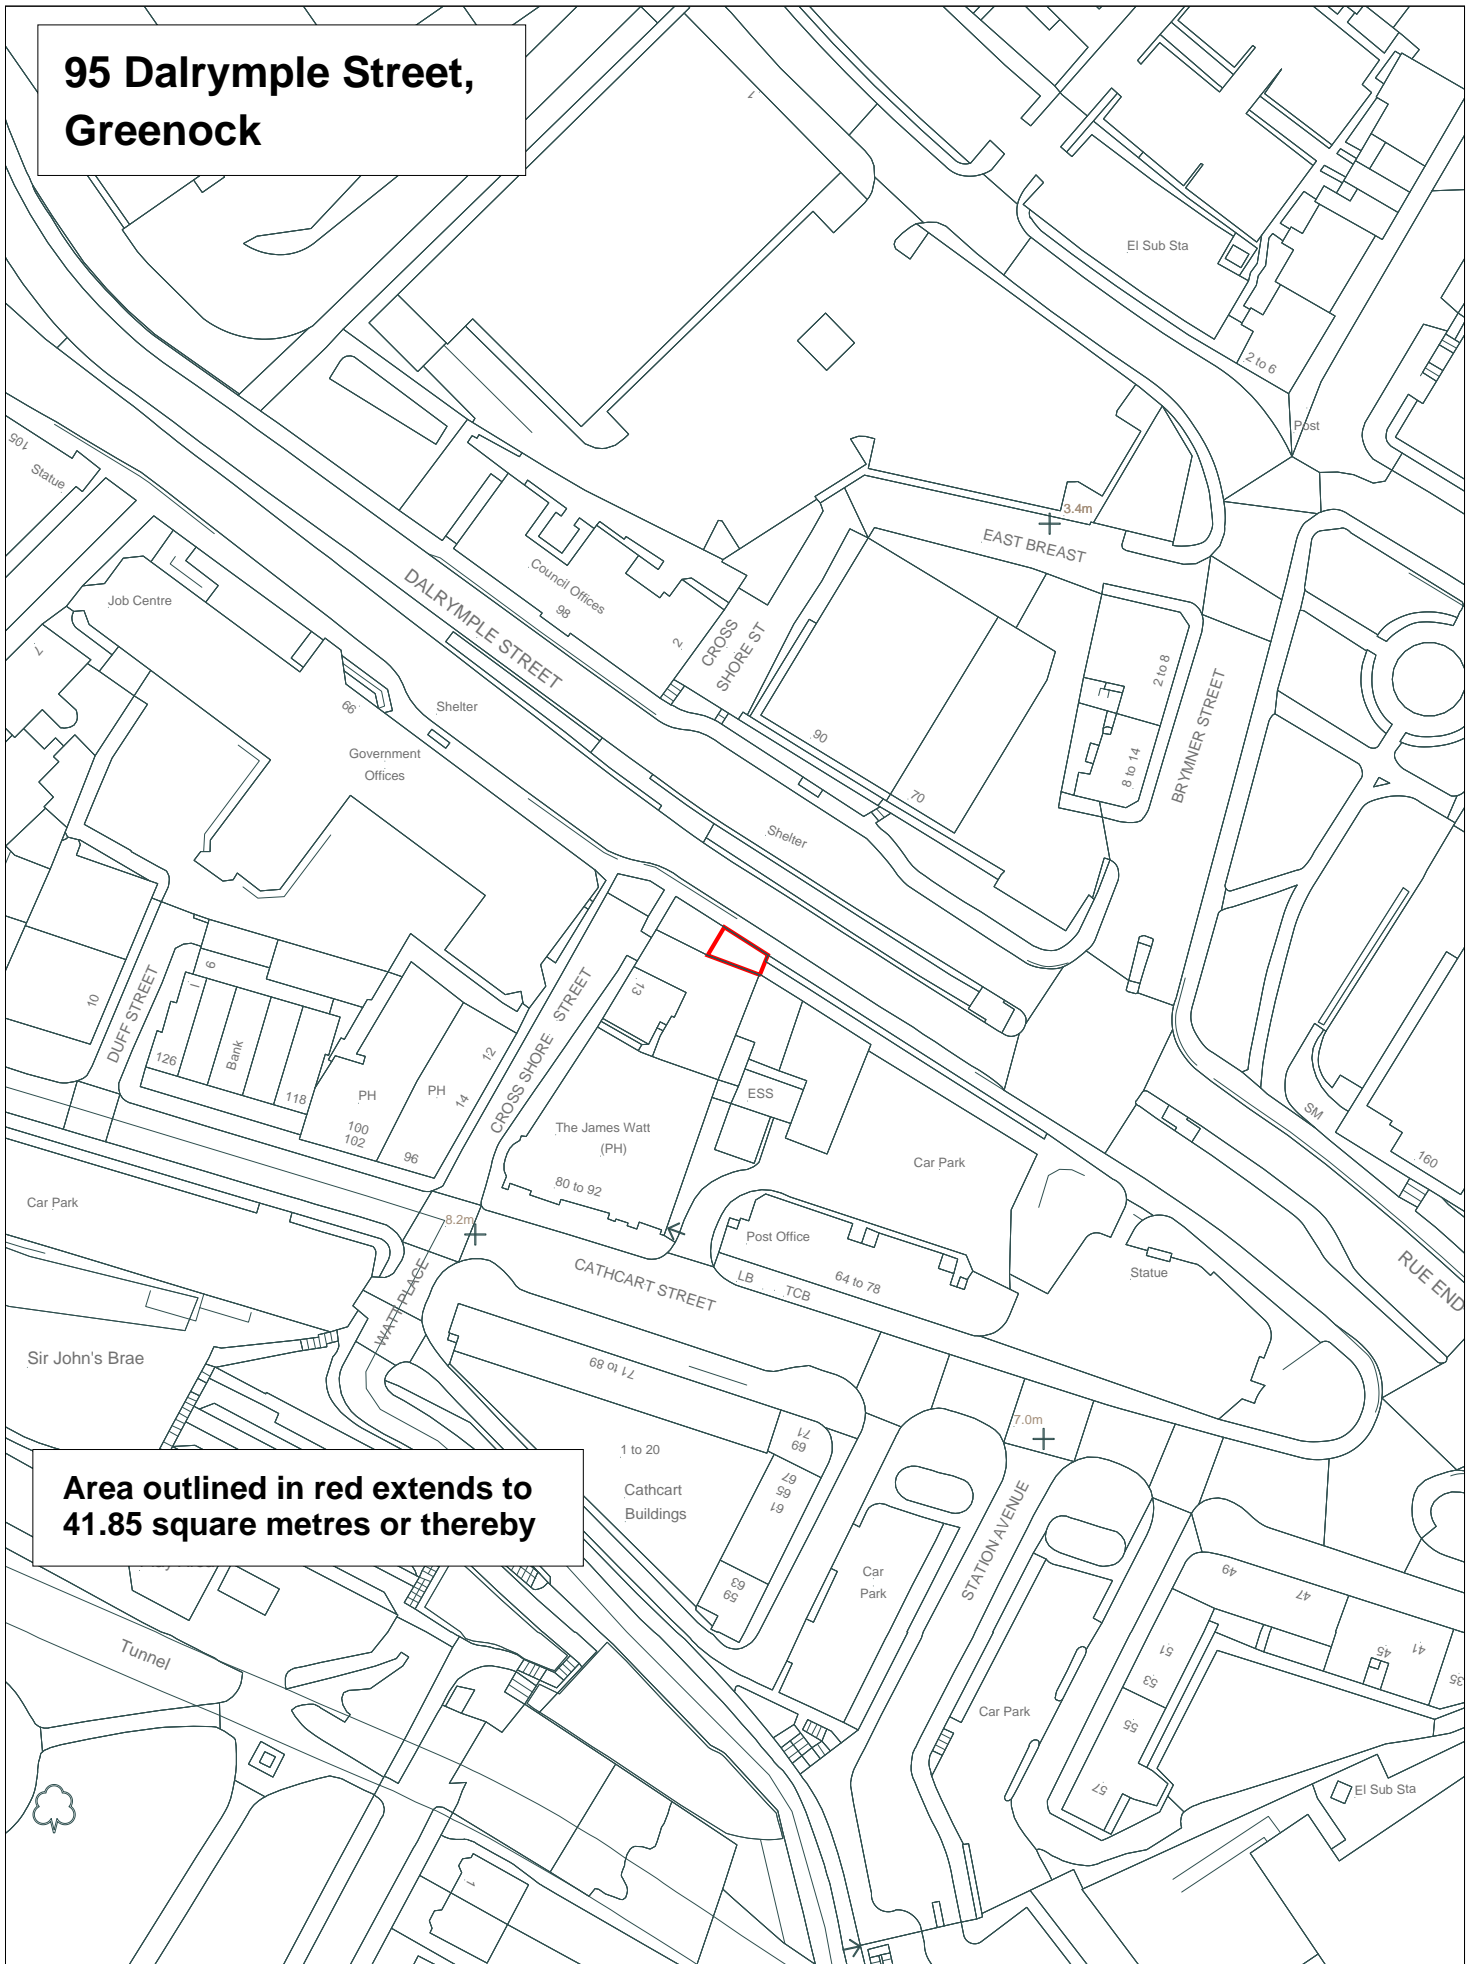 95 Dalrymple Street,
Greenock
1
El Sub Sta
2 to 6
Post
105
Statue
3.4m
EAST BREAST
Council Offices
98
DALRYMPLE STREET
Job Centre
2
CROSS
SHORE ST
7
2 to 8
66
Shelter
BRYMNER STREET
90
Government
Offices
8 to 14
70
Shelter
DUFF STREET
9
1
10
13
CROSS SHORE STREET
126
Bank
118
PH
PH
12
14
100
102
96
ESS
The James Watt
(PH)
80 to 92
Car Park
SM
160
Car Park
8.2m
Post Office
64 to 78
LB
TCB
CATHCART STREET
WATT PLACE
Statue
RUE END
Sir John's Brae
71 to 89
7.0m
71
69
1 to 20
67
65
61
Cathcart
Buildings
Area outlined in red extends to
41.85 square metres or thereby
STATION AVENUE
Car
Park
63
59
49
47
51
45
41
35
53
55
Tunnel
Car Park
57
El Sub Sta
1